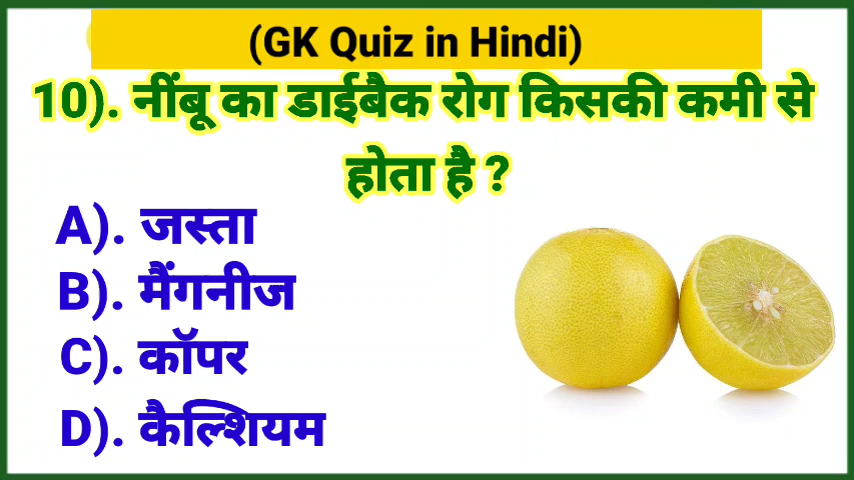 (GK Quiz in Hindi)
10). नींबू का डाईबैक रोग किसकी कमी से
होता है ?
A). जस्ता
B). मैंगनीज
C). कॉपर
D). कैल्शियम